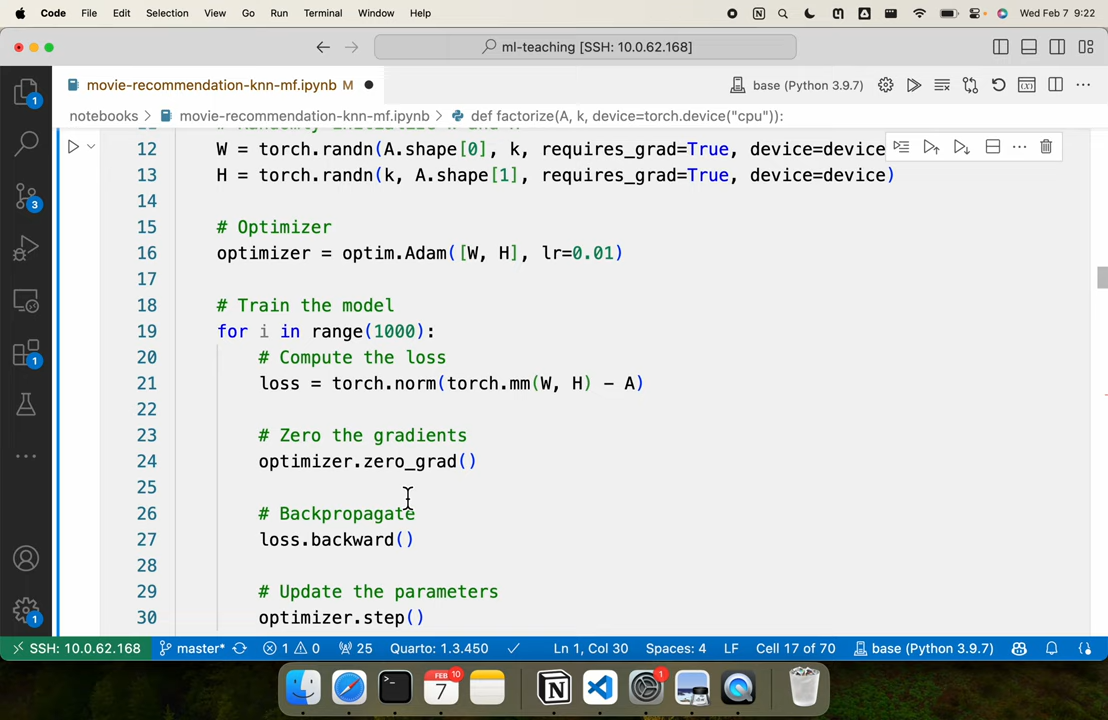 Code File Edit Selection View Go Run Terminal Window Help Wed Feb 7 9:22
ml-teaching [SSH: 10.0.62.168]
movie-recommendation-knn-mf.ipynb M base (Python 3.9.7)
notebooks > movie-recommendation-knn-mf.ipynb > def factorize(A, k, device=torch.device("cpu")):
12 W = torch.randn(A.shape[0], k, requires_grad=True, device=device
13 H = torch.randn(k, A.shape[1], requires_grad=True, device=device)
14
15 # Optimizer
16 optimizer = optim.Adam([W, H], lr=0.01)
17
18 # Train the model
19 for i in range(1000):
20 # Compute the loss
21 loss = torch.norm(torch.mm(W, H) - A)
22
23 # Zero the gradients
24 optimizer.zero_grad()
25
26 # Backpropagate
27 loss.backward()
28
29 # Update the parameters
30 optimizer.step()
1
3
1
1
SSH: 10.0.62.168 master* 1 0 25 Quarto: 1.3.450 Ln 1, Col 30 Spaces: 4 LF Cell 17 of 70 base (Python 3.9.7)
FEB 10
7
1